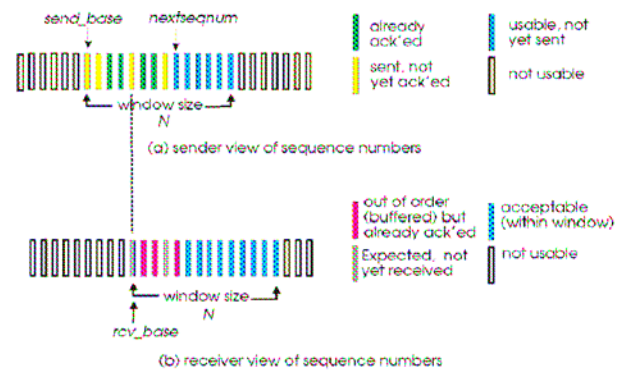 send_base nextseqnum
already
ack'ed
usable, not
yet sent
sent, not
yet ack'ed
not usable
window size
N
(a) sender view of sequence numbers
out of order
(buffered) but
already ack'ed
acceptable
(within window)
Expected, not
yet received
not usable
window size
N
rcv_base
(b) receiver view of sequence numbers